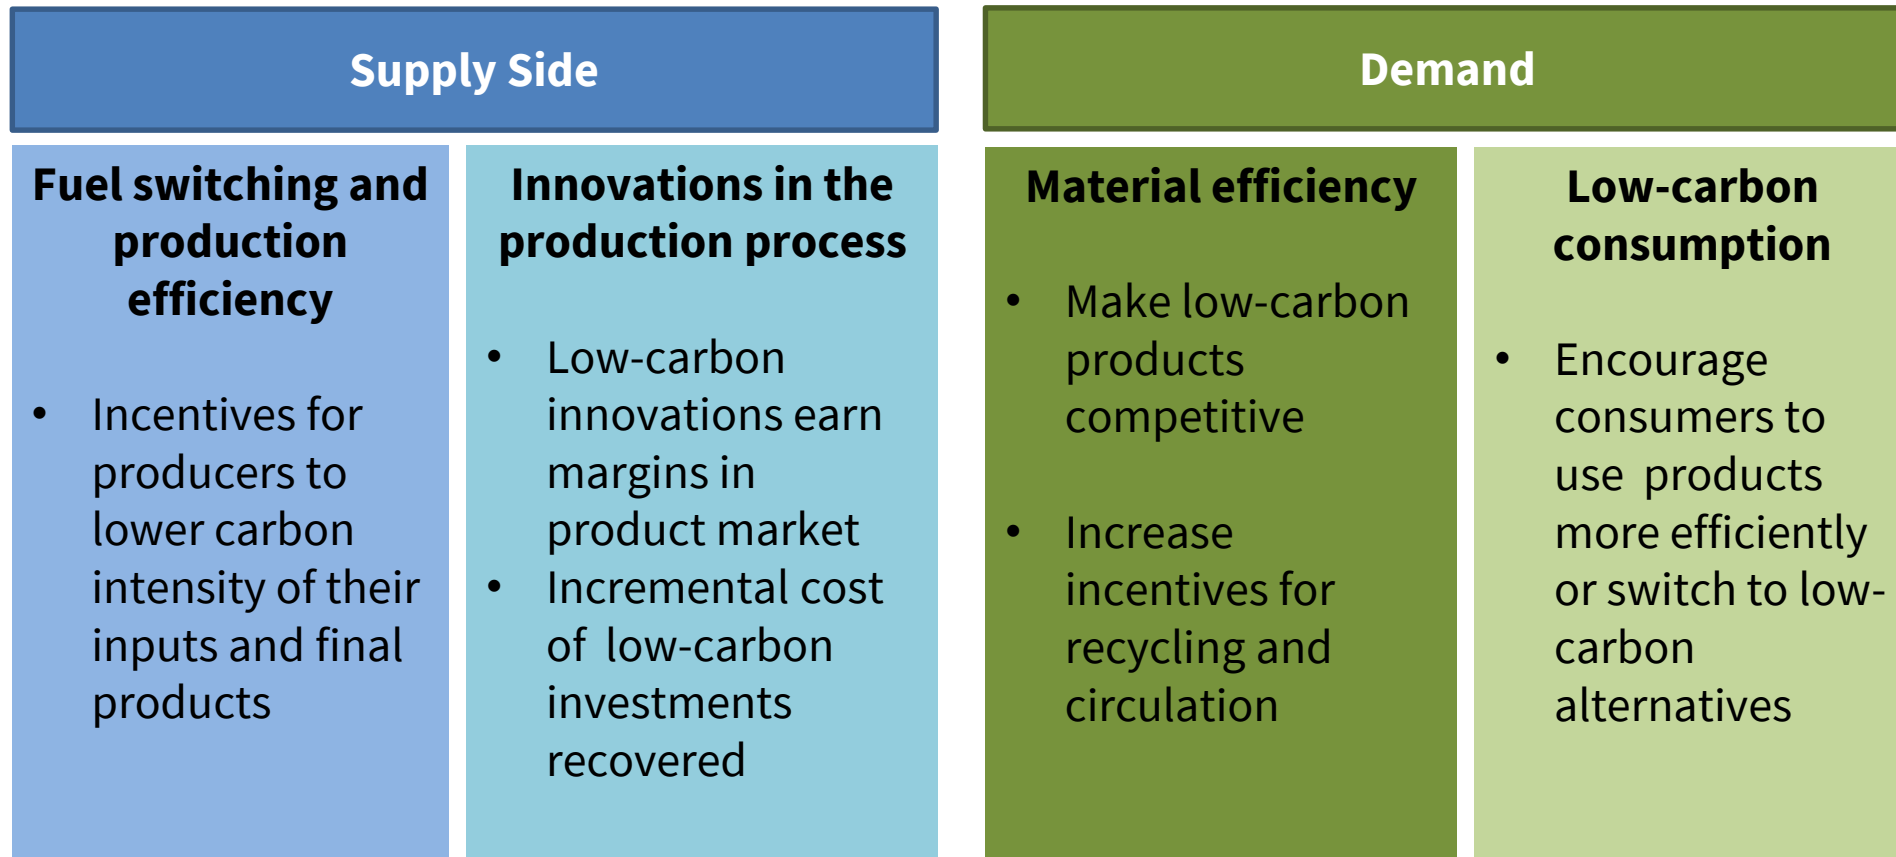 Supply Side
Fuel switching and
production
efficiency
• Incentives for
producers to
lower carbon
intensity of their
inputs and final
products
Innovations in the
production process
• Low-carbon
innovations earn
margins in
product market
• Incremental cost
of low-carbon
investments
recovered
Demand
Material efficiency
• Make low-carbon
products
competitive
• Increase
incentives for
recycling and
circulation
Low-carbon
consumption
• Encourage
consumers to
use products
more efficiently
or switch to low-
carbon
alternatives